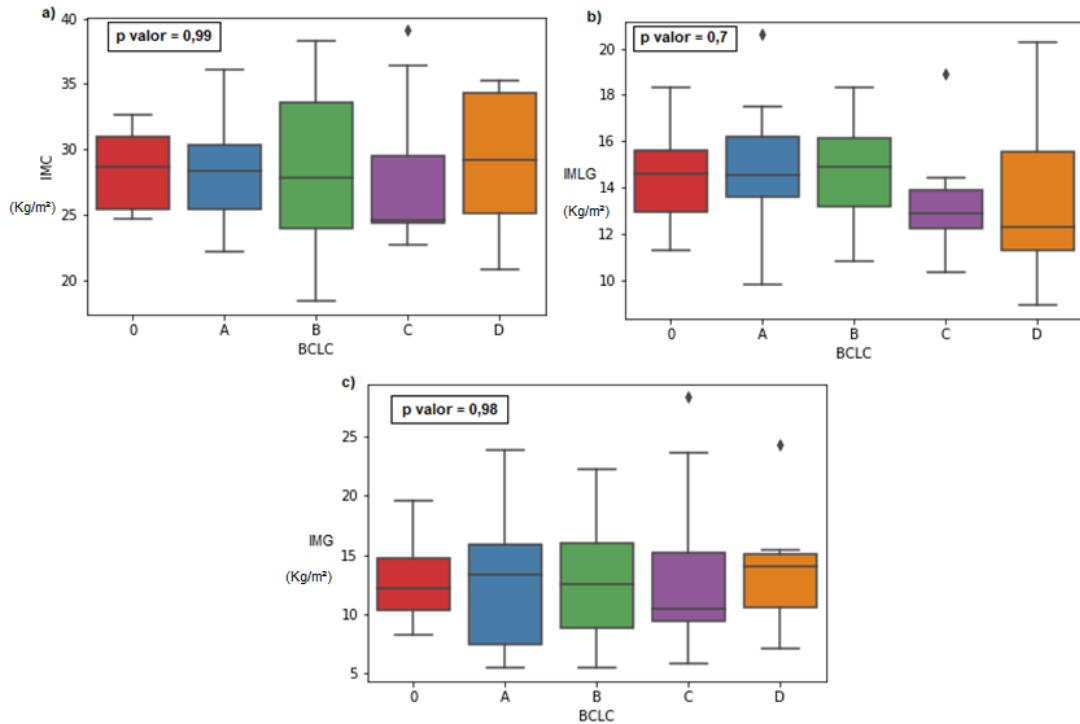 a)
p valor = 0,99
40
35
30
25
20
IMC
(Kg/m²)
0 A B C D
BCLC
b)
p valor = 0,7
20
18
16
14
12
10
IMLG
(Kg/m²)
0 A B C D
BCLC
c)
p valor = 0,98
25
20
15
10
5
IMG
(Kg/m²)
0 A B C D
BCLC